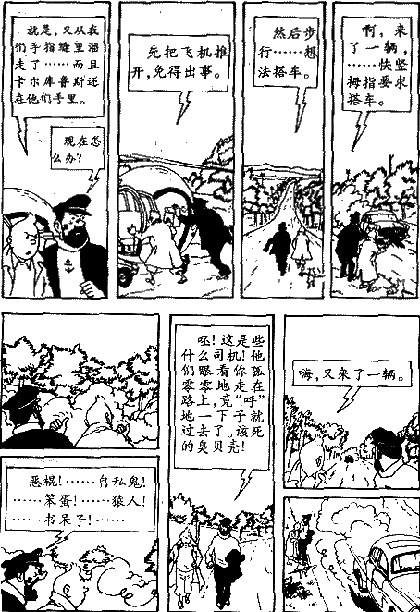 就是,又从我
们手指缝里溜
走了……而且
卡尔库鲁斯还
在他们手里。
现在怎
么办?
先把飞机推
开,免得出事。
然后步
行……想
法搭车。
啊,来
了一辆,
……快竖
拇指要求
搭车。
恶棍!……自私鬼!
……笨蛋!……狼人!
……书呆子!……
呸!这是些
什么司机!他
们眼看你孤
零零地走在
路上,竟“呼”
地一下子就
过去了,该死
的臭贝壳!
嗨,又来了一辆。